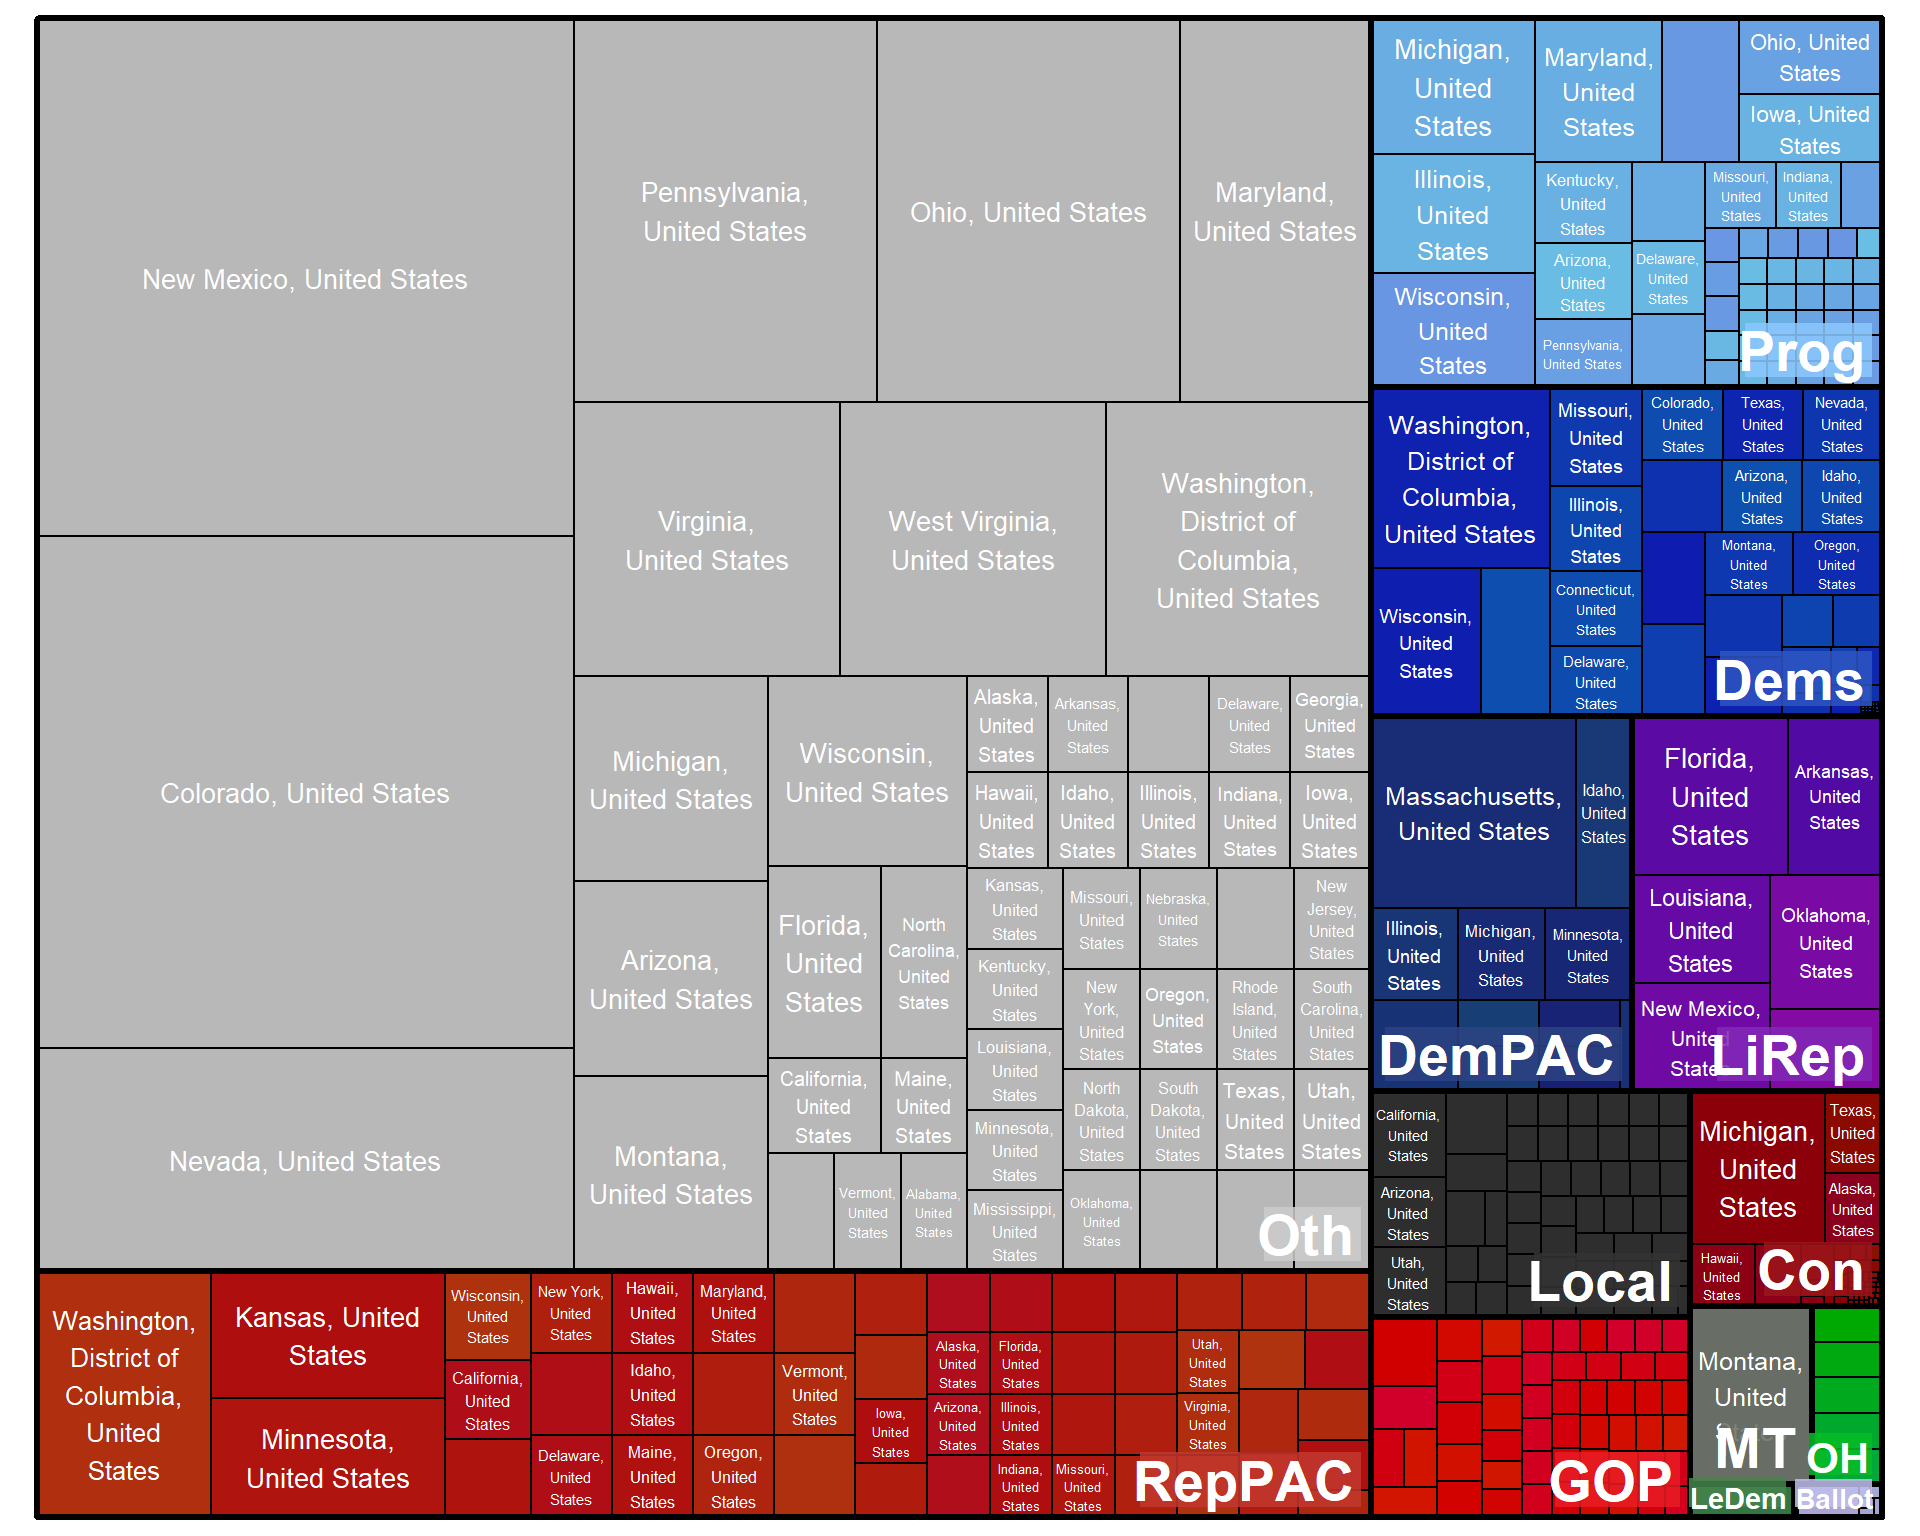 New Mexico, United States
Colorado, United States
Nevada, United States
Pennsylvania,
United States
Ohio, United States
Maryland,
United States
Virginia,
United States
West Virginia,
United States
Washington,
District of
Columbia,
United States
Michigan,
United States
Arizona,
United States
Montana,
United States
Wisconsin,
United States
Florida,
United
States
North
Carolina,
United
States
California,
United
States
Maine,
United
States
Vermont,
United
States
Alabama,
United
States
Alaska,
United
States
Arkansas,
United
States
Delaware,
United
States
Georgia,
United
States
Hawaii,
United
States
Idaho,
United
States
Illinois,
United
States
Indiana,
United
States
Iowa,
United
States
Kansas,
United
States
Kentucky,
United
States
Louisiana,
United
States
Minnesota,
United
States
Mississippi,
United
States
Missouri,
United
States
Nebraska,
United
States
New
Jersey,
United
States
New
York,
United
States
Oregon,
United
States
Rhode
Island,
United
States
South
Carolina,
United
States
North
Dakota,
United
States
South
Dakota,
United
States
Texas,
United
States
Utah,
United
States
Oklahoma,
United
States
Oth
Michigan,
United
States
Illinois,
United
States
Wisconsin,
United
States
Maryland,
United
States
Ohio, United
States
Iowa, United
States
Kentucky,
United
States
Arizona,
United
States
Pennsylvania,
United States
Delaware,
United
States
Missouri,
United
States
Indiana,
United
States
Prog
Washington,
District of
Columbia,
United States
Wisconsin,
United
States
Missouri,
United
States
Illinois,
United
States
Connecticut,
United
States
Delaware,
United
States
Colorado,
United
States
Texas,
United
States
Nevada,
United
States
Arizona,
United
States
Idaho,
United
States
Montana,
United
States
Oregon,
United
States
Dems
Massachusetts,
United States
Idaho,
United
States
Illinois,
United
States
Michigan,
United
States
Minnesota,
United
States
DemPAC
Florida,
United
States
Arkansas,
United
States
Louisiana,
United
States
Oklahoma,
United
States
New Mexico,
United
States
LiRep
California,
United
States
Arizona,
United
States
Utah,
United
States
Local
Michigan,
United
States
Texas,
United
States
Alaska,
United
States
Hawaii,
United
States
Con
Washington,
District of
Columbia,
United
States
Kansas, United
States
Minnesota,
United States
Wisconsin,
United
States
California,
United
States
New York,
United
States
Delaware,
United
States
Hawaii,
United
States
Idaho,
United
States
Maine,
United
States
Maryland,
United
States
Oregon,
United
States
Vermont,
United
States
Iowa,
United
States
Alaska,
United
States
Arizona,
United
States
Florida,
United
States
Illinois,
United
States
Indiana,
United
States
Missouri,
United
States
Utah,
United
States
Virginia,
United
States
RepPAC
GOP
Montana,
United
States
MT
OH
LeDem
Ballot